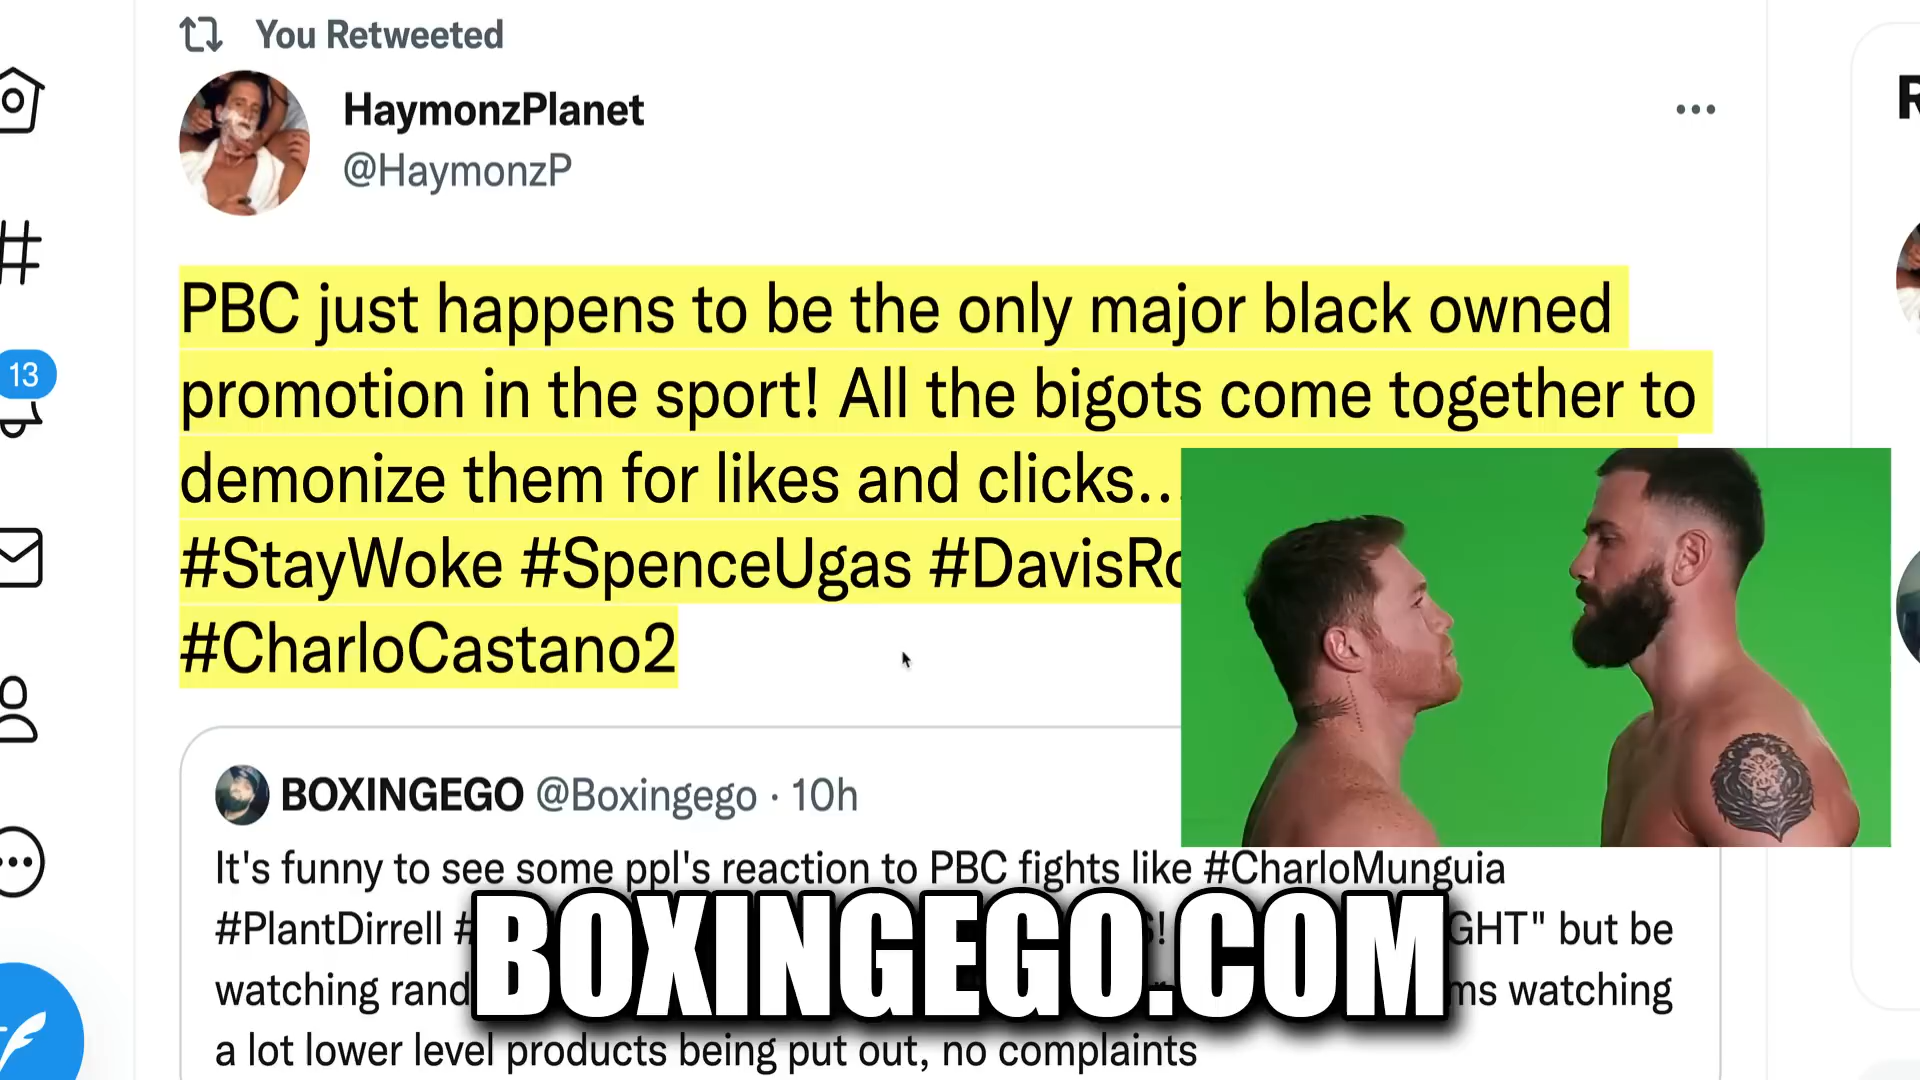 You Retweeted
HaymonzPlanet
@HaymonzP
PBC just happens to be the only major black owned
promotion in the sport! All the bigots come together to
demonize them for likes and clicks…
#StayWoke #SpenceUgas #DavisRo
#CharloCastano2
13
BOXINGEGO @Boxingego · 10h
It's funny to see some ppl's reaction to PBC fights like #CharloMunguia
#PlantDirrell # GHT" but be
watching rand ms watching
a lot lower level products being put out, no complaints
BOXINGEGO.COM
R